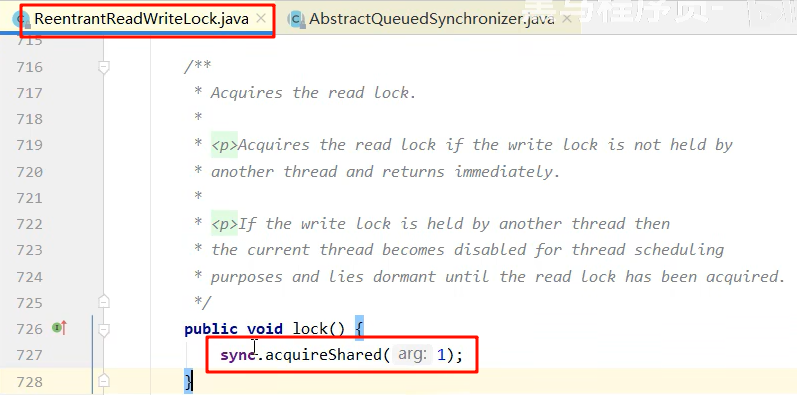 ReentrantReadWriteLock.java × AbstractQueuedSynchronizer.java ×
715
716 /**
717 * Acquires the read lock.
718 *
719 * <p>Acquires the read lock if the write lock is not held by
720 * another thread and returns immediately.
721 *
722 * <p>If the write lock is held by another thread then
723 * the current thread becomes disabled for thread scheduling
724 * purposes and lies dormant until the read lock has been acquired.
725 */
726 public void lock() {
727 sync.acquireShared( arg: 1);
728 }